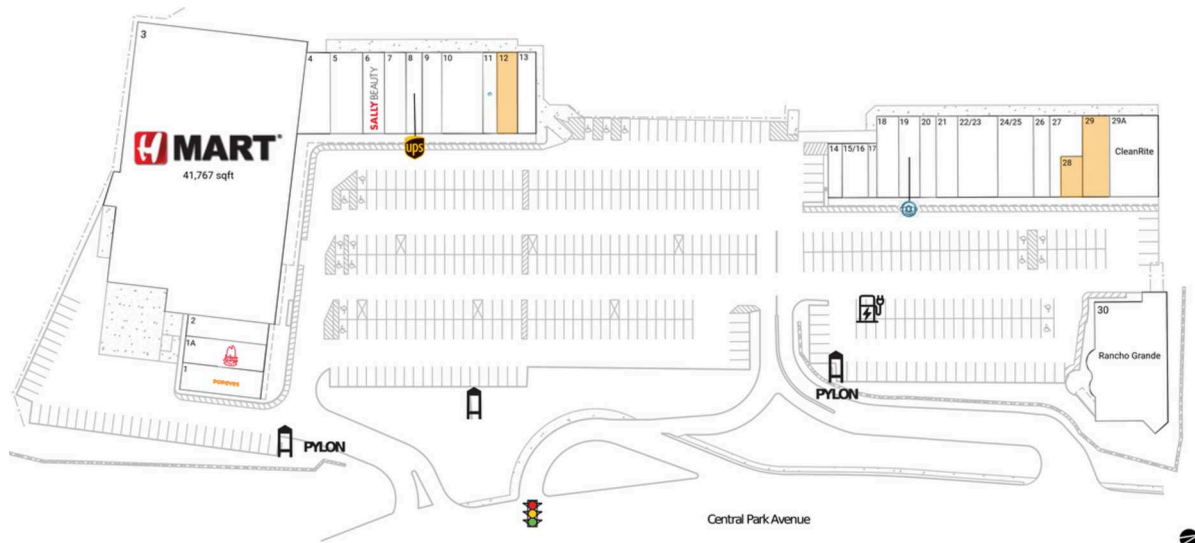 3
H MART
41,767 sqft
4
5
6
SALLY BEAUTY
7
8
9
10
11
12
13
ups
2
1A
1
POPEYES
14
15/16
17
18
19
20
21
22/23
24/25
26
27
28
29
29A
CleanRite
30
Rancho Grande
PYLON
PYLON
Central Park Avenue